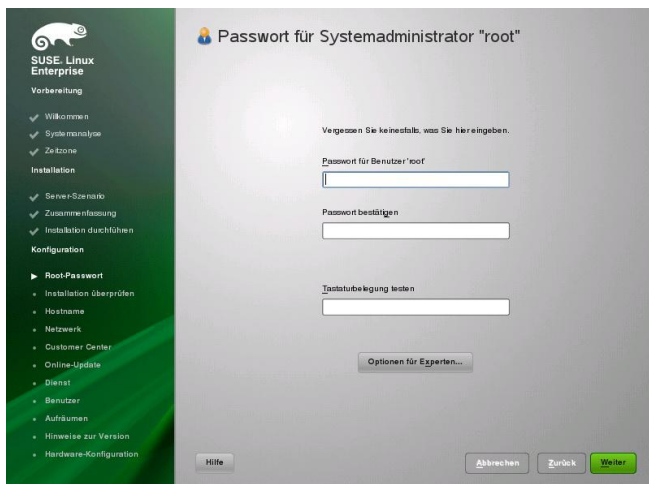 SUSE. Linux
Enterprise
Vorbereitung
Willkommen
Systemanalyse
Zeitzone
Installation
Server-Szenario
Zusammenfassung
Installation durchführen
Konfiguration
Root-Passwort
Installation überprüfen
Hostname
Netzwerk
Customer Center
Online-Update
Dienst
Benutzer
Aufräumen
Hinweise zur Version
Hardware-Konfiguration
Passwort für Systemadministrator "root"
Vergessen Sie keinesfalls, was Sie hier eingeben.
Passwort für Benutzer 'root'
Passwort bestätigen
Tastaturbelegung testen
Optionen für Experten...
Hilfe
Abbrechen
Zurück
Weiter